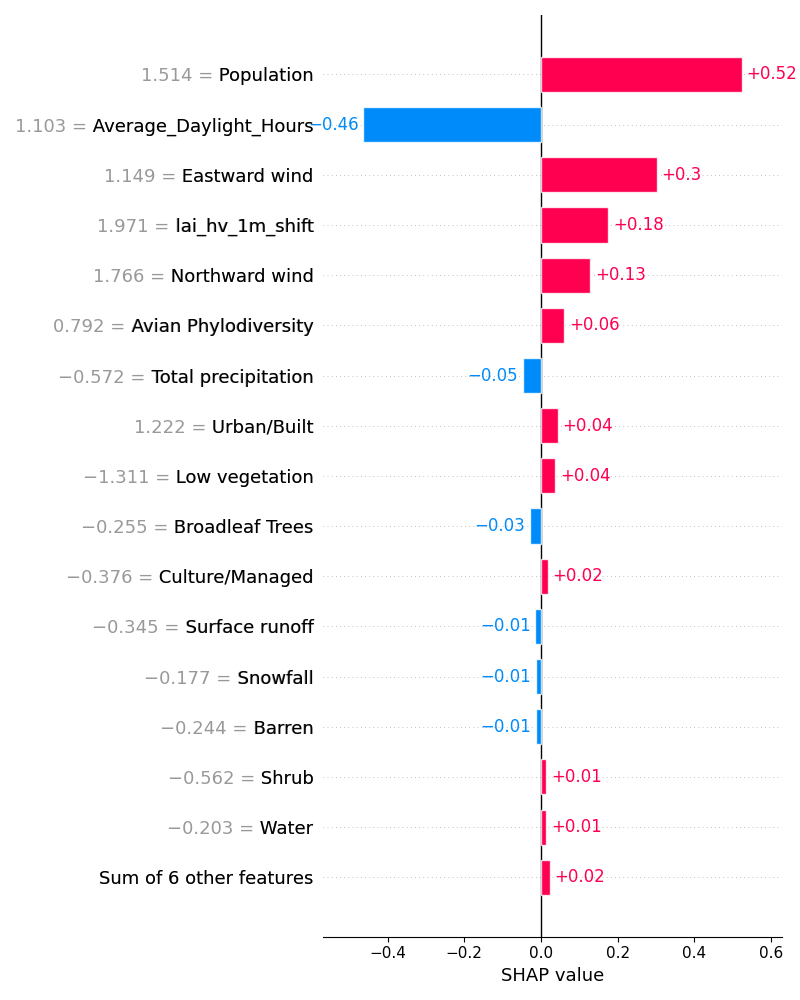 1.514 = Population +0.52
1.103 = Average_Daylight_Hours −0.46
1.149 = Eastward wind +0.3
1.971 = lai_hv_1m_shift +0.18
1.766 = Northward wind +0.13
0.792 = Avian Phylodiversity +0.06
−0.572 = Total precipitation −0.05
1.222 = Urban/Built +0.04
−1.311 = Low vegetation +0.04
−0.255 = Broadleaf Trees −0.03
−0.376 = Culture/Managed +0.02
−0.345 = Surface runoff −0.01
−0.177 = Snowfall −0.01
−0.244 = Barren −0.01
−0.562 = Shrub +0.01
−0.203 = Water +0.01
Sum of 6 other features +0.02
−0.4 −0.2 0.0 0.2 0.4 0.6
SHAP value